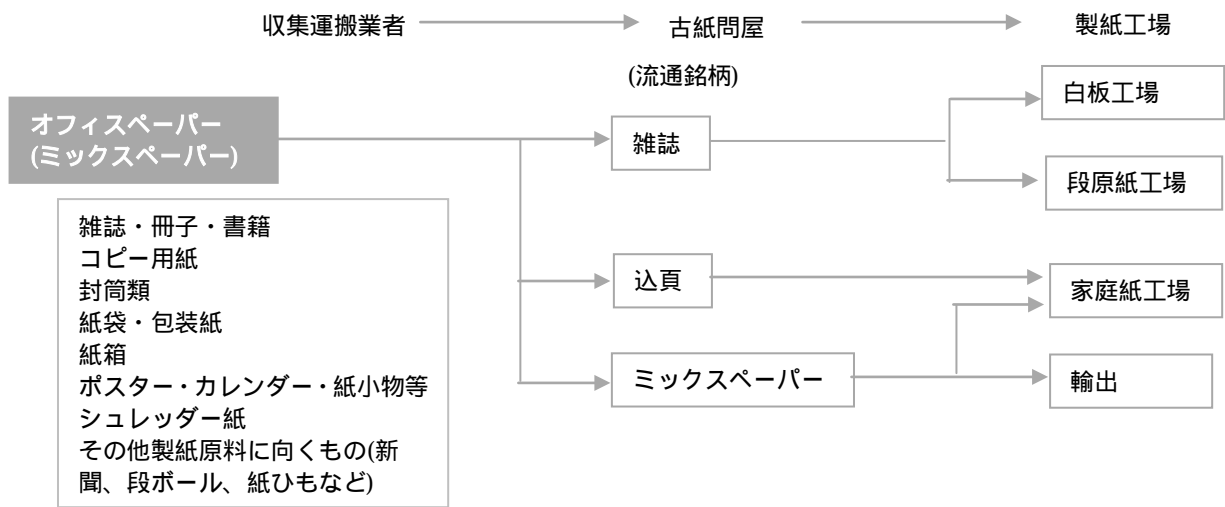 収集運搬業者
古紙問屋
製紙工場
(流通銘柄)
オフィスペーパー
(ミックスペーパー)
雑誌・冊子・書籍
コピー用紙
封筒類
紙袋・包装紙
紙箱
ポスター・カレンダー・紙小物等
シュレッダー紙
その他製紙原料に向くもの(新
聞、段ボール、紙ひもなど)
雑誌
込頁
ミックスペーパー
白板工場
段原紙工場
家庭紙工場
輸出